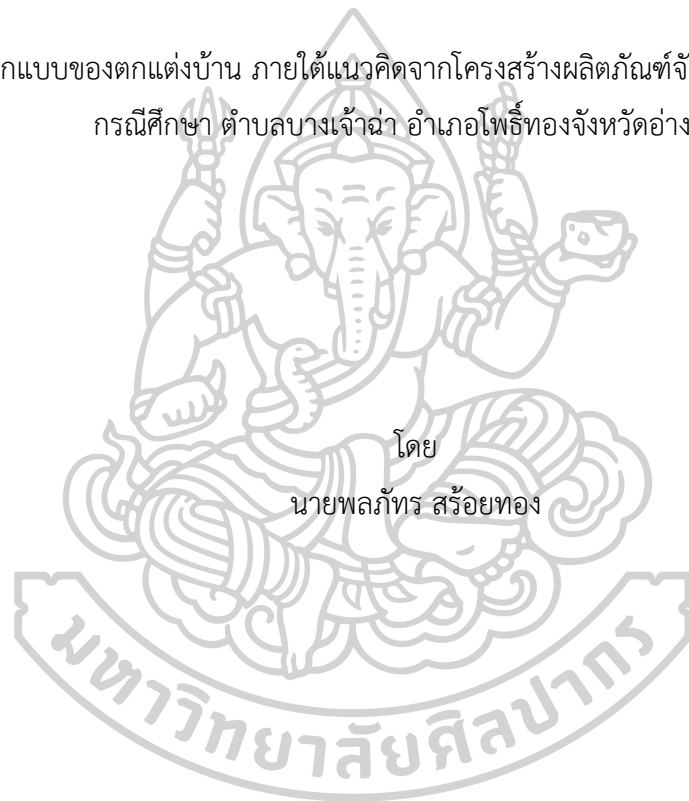 กแบบของตกแต่งบ้าน ภายใต้แนวคิดจากโครงสร้างผลิตภัณฑ์จั
กรณีศึกษา ตำบลบางเจ้าฉ่า อำเภอโพธิ์ทองจังหวัดอ่าง
โดย
นายพลภัทร สร้อยทอง
มหาวิทยาลัยศิลปากร